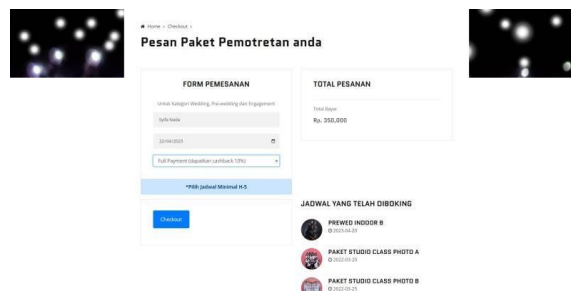 Home > Checkout >
Pesan Paket Pemotretan anda
FORM PEMESANAN
Untuk Kategori Wedding, Pre-wedding dan Engagement
Syifa Nada
22/04/2023
Full Payment (dapatkan cashback 10%)
*Pilih Jadwal Minimal H-5
Checkout
TOTAL PESANAN
Total Bayar
Rp. 350,000
JADWAL YANG TELAH DIBOKING
PREWED INDOOR B
2023-04-23
PAKET STUDIO CLASS PHOTO A
2022-03-25
PAKET STUDIO CLASS PHOTO B
2022-03-25